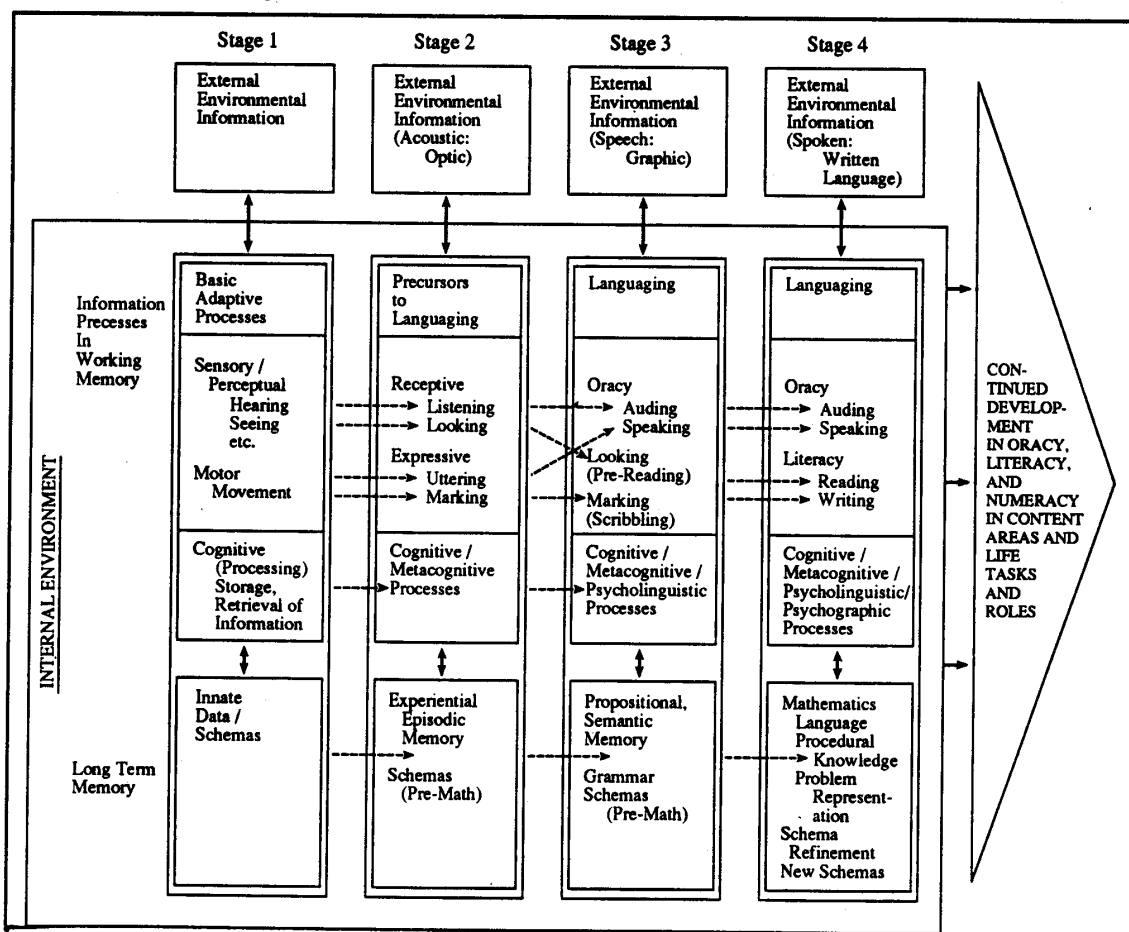 Stage 1
Stage 2
Stage 3
Stage 4
External
Environmental
Information
External
Environmental
Information
(Acoustic:
Optic)
External
Environmental
Information
(Speech:
Graphic)
External
Environmental
Information
(Spoken:
Written
Language)
INTERNAL ENVIRONMENT
Information
Precesses
In
Working
Memory
Basic
Adaptive
Processes
Precursors
to
Languaging
Languaging
Languaging
Sensory /
Perceptual
Hearing
Seeing
etc.
Motor
Movement
Receptive
Listening
Looking
Expressive
Uttering
Marking
Oracy
Auding
Speaking
Looking
(Pre-Reading)
Marking
(Scribbling)
Oracy
Auding
Speaking
Literacy
Reading
Writing
Cognitive
(Processing)
Storage,
Retrieval of
Information
Cognitive /
Metacognitive
Processes
Cognitive /
Metacognitive /
Psycholinguistic
Processes
Cognitive /
Metacognitive /
Psycholinguistic/
Psychographic
Processes
Long Term
Memory
Innate
Data /
Schemas
Experiential
Episodic
Memory
Schemas
(Pre-Math)
Propositional,
Semantic
Memory
Grammar
Schemas
(Pre-Math)
Mathematics
Language
Procedural
Knowledge
Problem
Represent-
ation
Schema
Refinement
New Schemas
CON-
TINUED
DEVELOP-
MENT
IN ORACY,
LITERACY,
AND
NUMERACY
IN CONTENT
AREAS AND
LIFE
TASKS
AND
ROLES